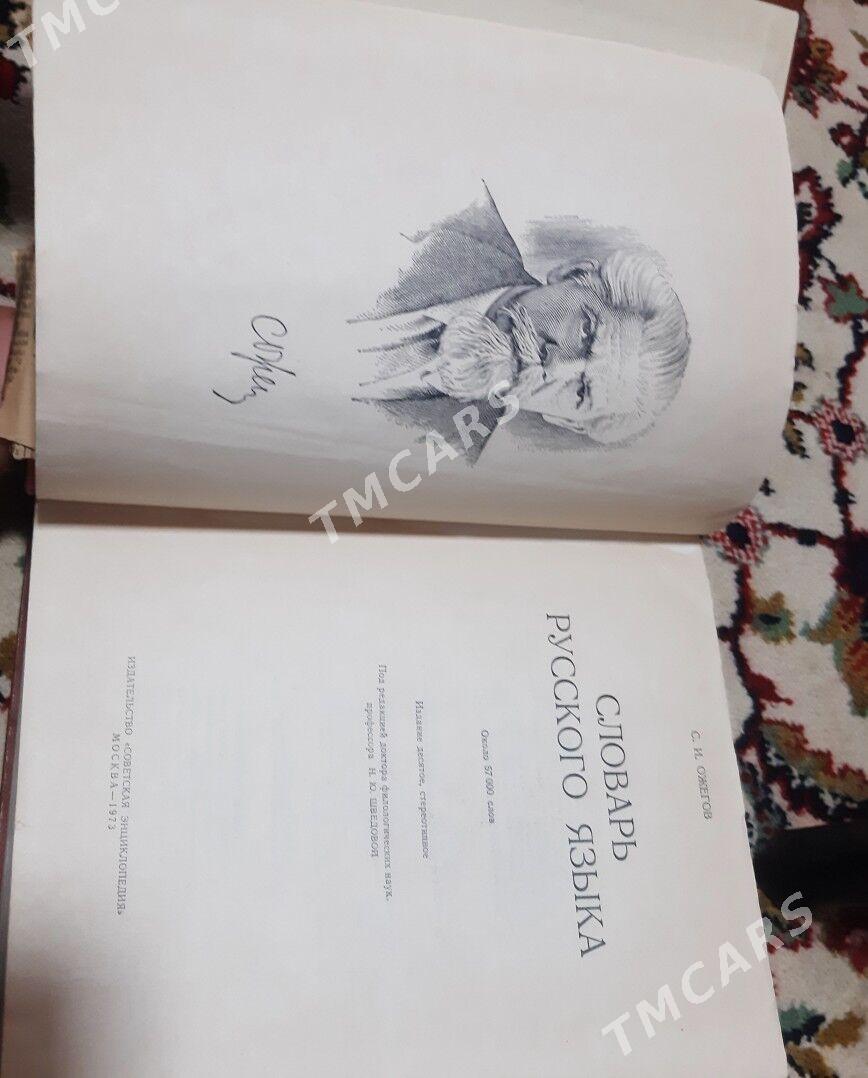 С. И. ОЖЕГОВ
СЛОВАРЬ
РУССКОГО ЯЗЫКА
Около 57 000 слов
Издание десятое, стереотипное
Под редакцией доктора филологических наук,
профессора Н. Ю. ШВЕДОВОЙ
ИЗДАТЕЛЬСТВО «СОВЕТСКАЯ ЭНЦИКЛОПЕДИЯ»
МОСКВА—1973
TMCARS
TMCARS